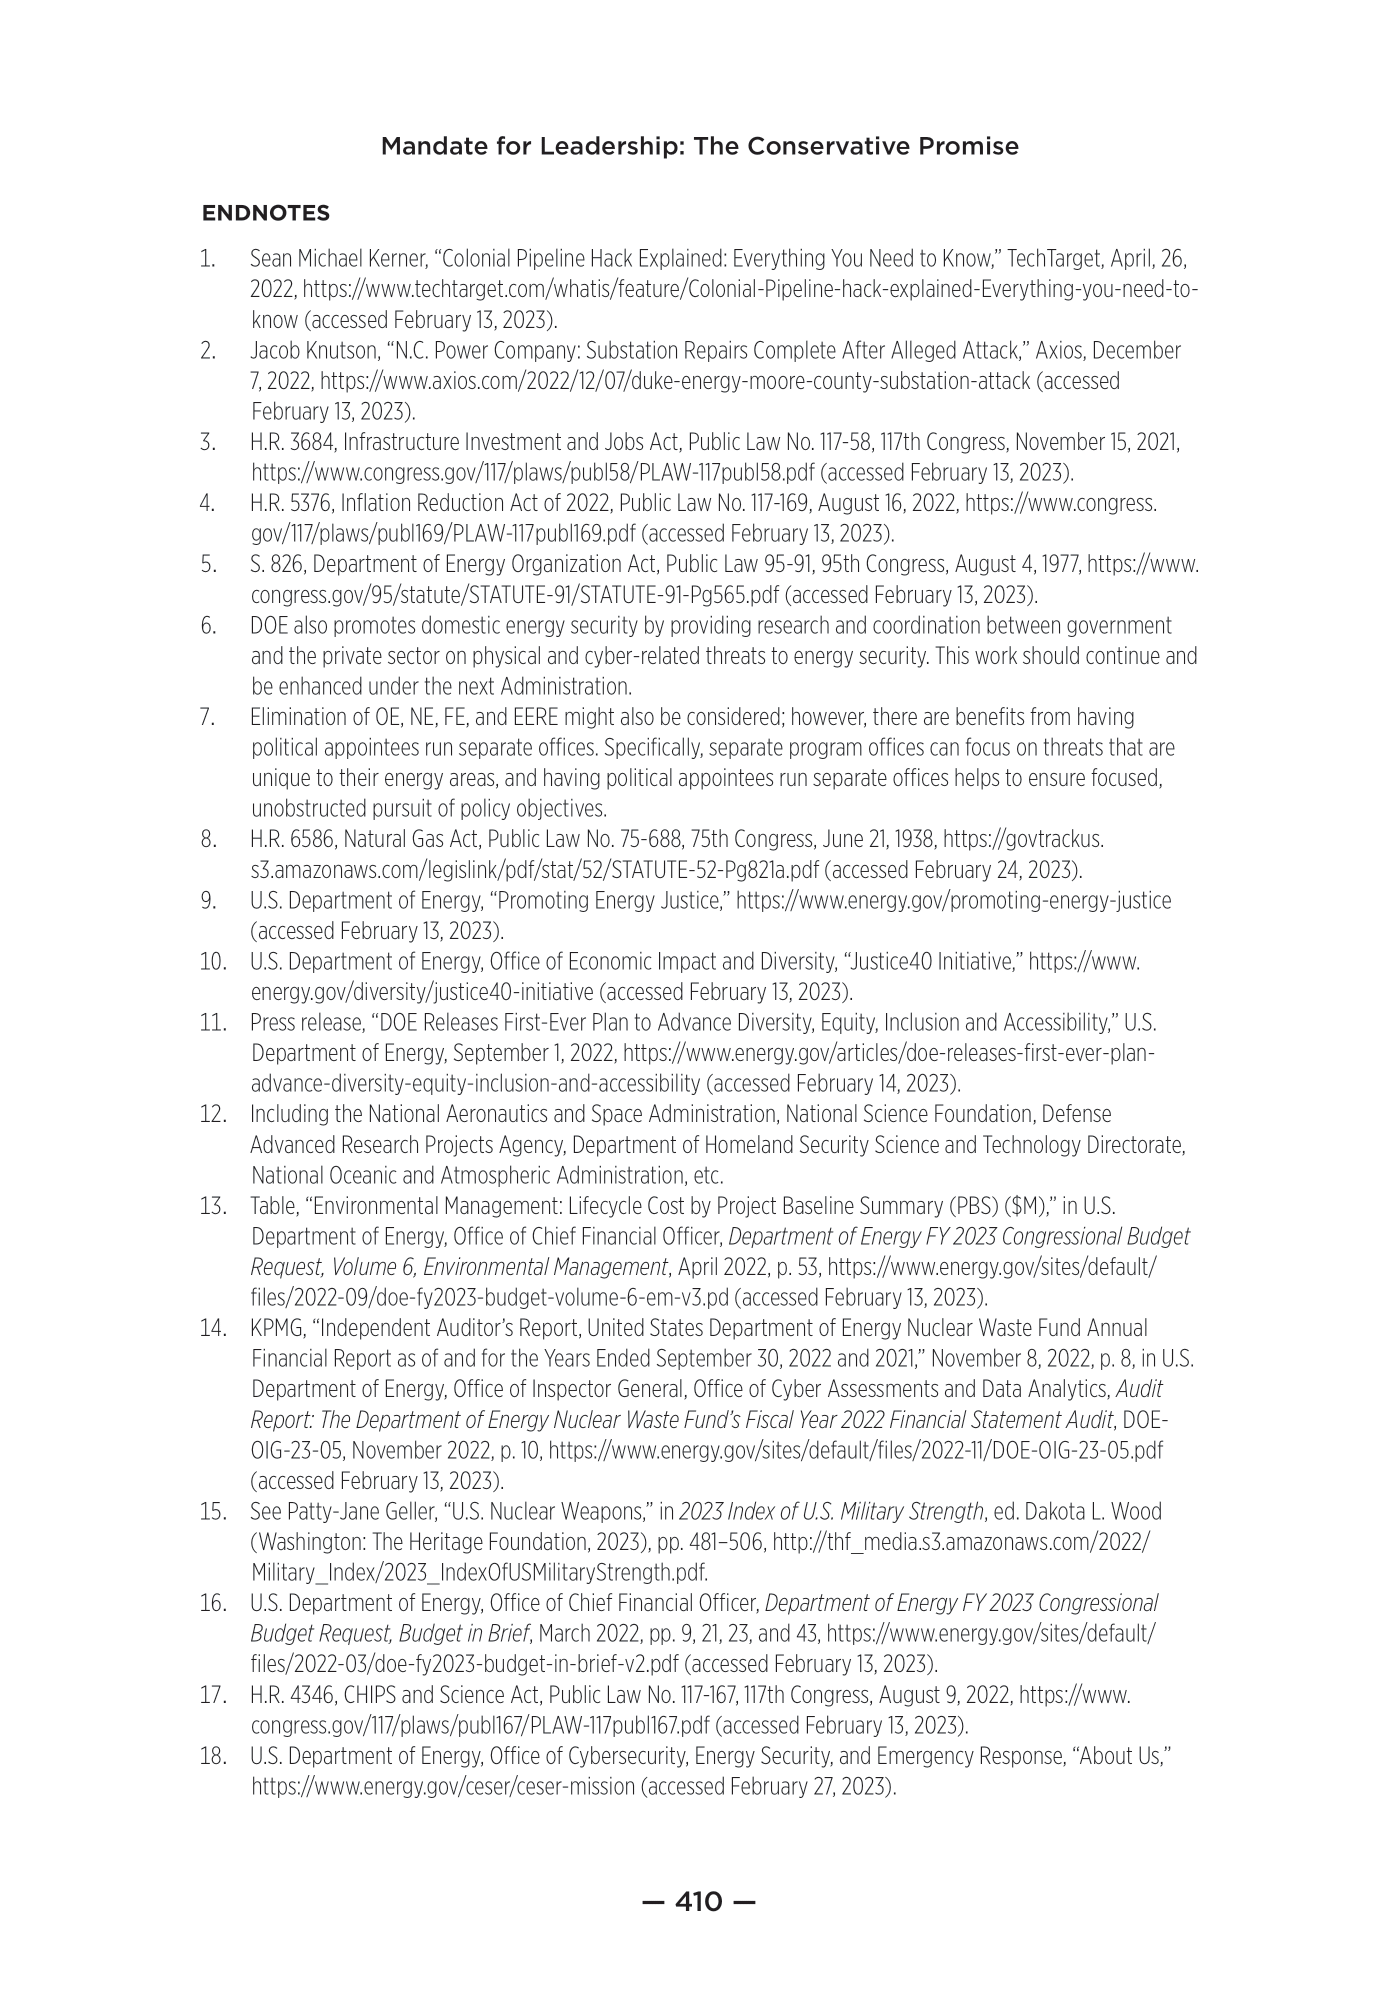 Mandate for Leadership: The Conservative Promise
ENDNOTES
1. Sean Michael Kerner, “Colonial Pipeline Hack Explained: Everything You Need to Know,” TechTarget, April, 26,
2022, https://www.techtarget.com/whatis/feature/Colonial-Pipeline-hack-explained-Everything-you-need-to-
know (accessed February 13, 2023).
2. Jacob Knutson, “N.C. Power Company: Substation Repairs Complete After Alleged Attack,” Axios, December
7, 2022, https://www.axios.com/2022/12/07/duke-energy-moore-county-substation-attack (accessed
February 13, 2023).
3. H.R. 3684, Infrastructure Investment and Jobs Act, Public Law No. 117-58, 117th Congress, November 15, 2021,
https://www.congress.gov/117/plaws/publ58/PLAW-117publ58.pdf (accessed February 13, 2023).
4. H.R. 5376, Inflation Reduction Act of 2022, Public Law No. 117-169, August 16, 2022, https://www.congress.
gov/117/plaws/publ169/PLAW-117publ169.pdf (accessed February 13, 2023).
5. S. 826, Department of Energy Organization Act, Public Law 95-91, 95th Congress, August 4, 1977, https://www.
congress.gov/95/statute/STATUTE-91/STATUTE-91-Pg565.pdf (accessed February 13, 2023).
6. DOE also promotes domestic energy security by providing research and coordination between government
and the private sector on physical and cyber-related threats to energy security. This work should continue and
be enhanced under the next Administration.
7. Elimination of OE, NE, FE, and EERE might also be considered; however, there are benefits from having
political appointees run separate offices. Specifically, separate program offices can focus on threats that are
unique to their energy areas, and having political appointees run separate offices helps to ensure focused,
unobstructed pursuit of policy objectives.
8. H.R. 6586, Natural Gas Act, Public Law No. 75-688, 75th Congress, June 21, 1938, https://govtrackus.
s3.amazonaws.com/legislink/pdf/stat/52/STATUTE-52-Pg821a.pdf (accessed February 24, 2023).
9. U.S. Department of Energy, “Promoting Energy Justice,” https://www.energy.gov/promoting-energy-justice
(accessed February 13, 2023).
10. U.S. Department of Energy, Office of Economic Impact and Diversity, “Justice40 Initiative,” https://www.
energy.gov/diversity/justice40-initiative (accessed February 13, 2023).
11. Press release, “DOE Releases First-Ever Plan to Advance Diversity, Equity, Inclusion and Accessibility,” U.S.
Department of Energy, September 1, 2022, https://www.energy.gov/articles/doe-releases-first-ever-plan-
advance-diversity-equity-inclusion-and-accessibility (accessed February 14, 2023).
12. Including the National Aeronautics and Space Administration, National Science Foundation, Defense
Advanced Research Projects Agency, Department of Homeland Security Science and Technology Directorate,
National Oceanic and Atmospheric Administration, etc.
13. Table, “Environmental Management: Lifecycle Cost by Project Baseline Summary (PBS) ($M),” in U.S.
Department of Energy, Office of Chief Financial Officer, Department of Energy FY 2023 Congressional Budget
Request, Volume 6, Environmental Management, April 2022, p. 53, https://www.energy.gov/sites/default/
files/2022-09/doe-fy2023-budget-volume-6-em-v3.pd (accessed February 13, 2023).
14. KPMG, “Independent Auditor’s Report, United States Department of Energy Nuclear Waste Fund Annual
Financial Report as of and for the Years Ended September 30, 2022 and 2021,” November 8, 2022, p. 8, in U.S.
Department of Energy, Office of Inspector General, Office of Cyber Assessments and Data Analytics, Audit
Report: The Department of Energy Nuclear Waste Fund’s Fiscal Year 2022 Financial Statement Audit, DOE-
OIG-23-05, November 2022, p. 10, https://www.energy.gov/sites/default/files/2022-11/DOE-OIG-23-05.pdf
(accessed February 13, 2023).
15. See Patty-Jane Geller, “U.S. Nuclear Weapons,” in 2023 Index of U.S. Military Strength, ed. Dakota L. Wood
(Washington: The Heritage Foundation, 2023), pp. 481–506, http://thf_media.s3.amazonaws.com/2022/
Military_Index/2023_IndexOfUSMilitaryStrength.pdf.
16. U.S. Department of Energy, Office of Chief Financial Officer, Department of Energy FY 2023 Congressional
Budget Request, Budget in Brief, March 2022, pp. 9, 21, 23, and 43, https://www.energy.gov/sites/default/
files/2022-03/doe-fy2023-budget-in-brief-v2.pdf (accessed February 13, 2023).
17. H.R. 4346, CHIPS and Science Act, Public Law No. 117-167, 117th Congress, August 9, 2022, https://www.
congress.gov/117/plaws/publ167/PLAW-117publ167.pdf (accessed February 13, 2023).
18. U.S. Department of Energy, Office of Cybersecurity, Energy Security, and Emergency Response, “About Us,”
https://www.energy.gov/ceser/ceser-mission (accessed February 27, 2023).
— 410 —